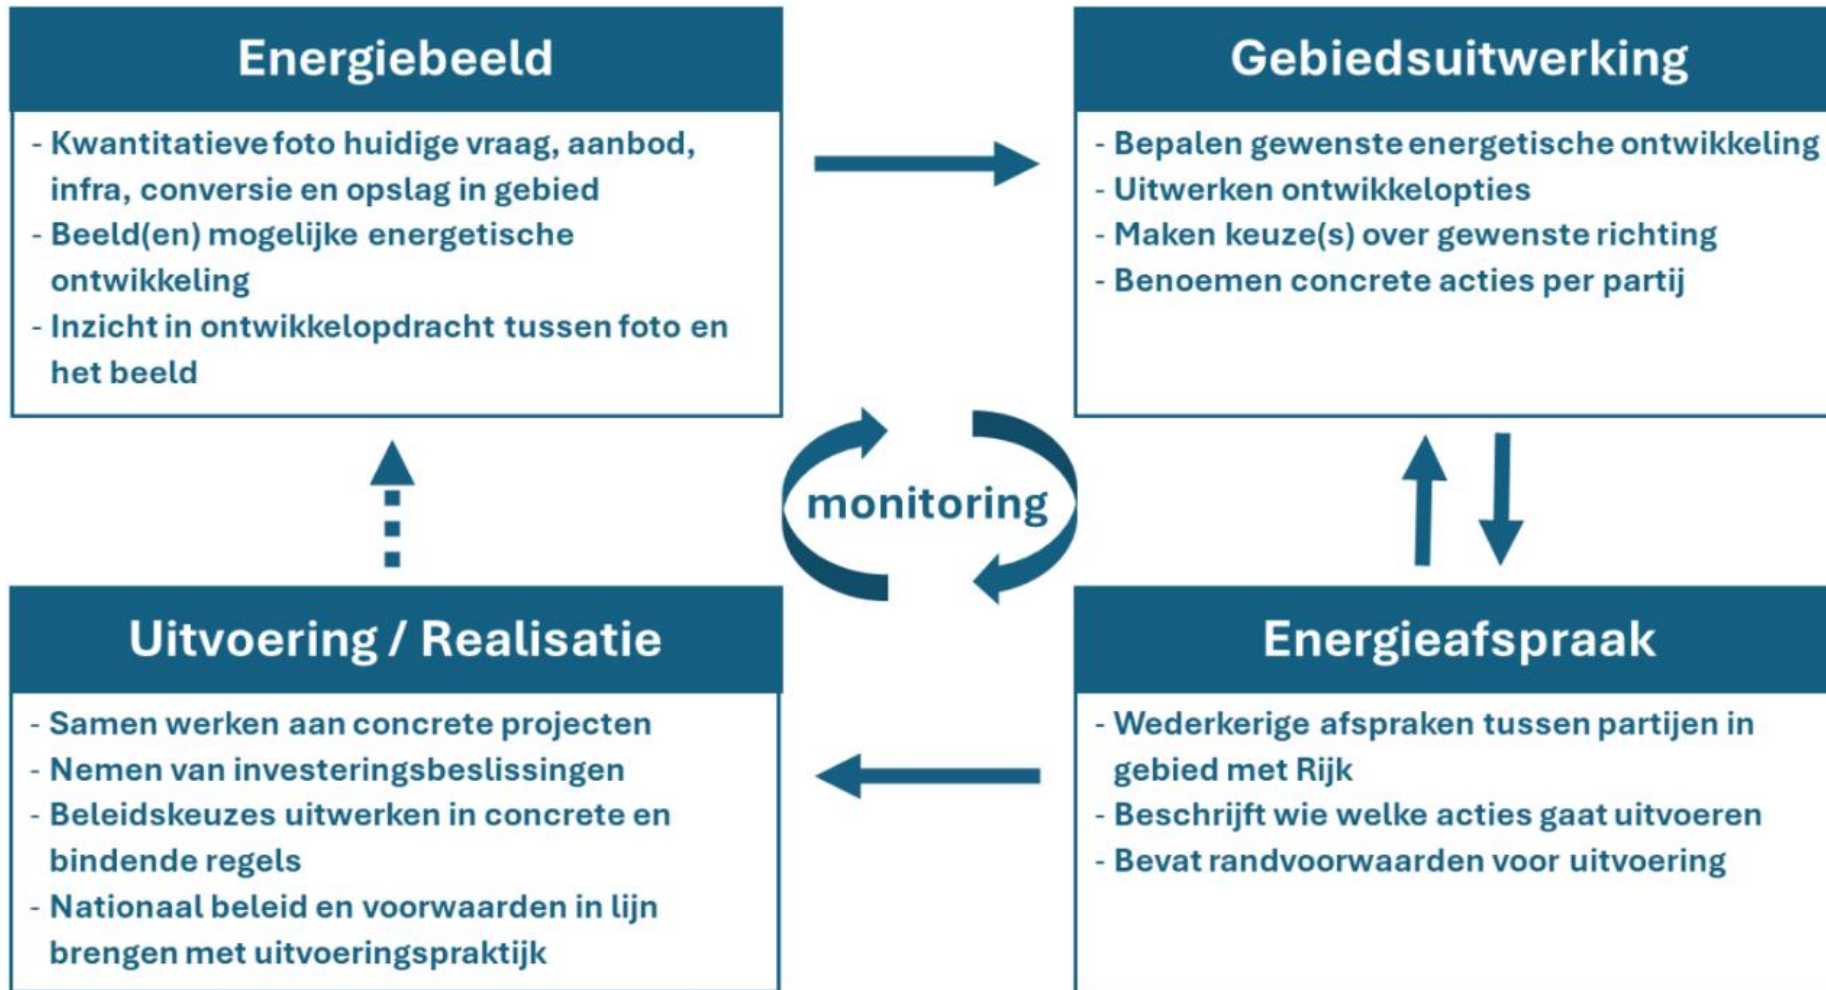 Energiebeeld
- Kwantitatieve foto huidige vraag, aanbod,
infra, conversie en opslag in gebied
- Beeld(en) mogelijke energetische
ontwikkeling
- Inzicht in ontwikkelopdracht tussen foto en
het beeld
Gebiedsuitwerking
- Bepalen gewenste energetische ontwikkeling
- Uitwerken ontwikkelopties
- Maken keuze(s) over gewenste richting
- Benoemen concrete acties per partij
monitoring
Uitvoering / Realisatie
- Samen werken aan concrete projecten
- Nemen van investeringsbeslissingen
- Beleidskeuzes uitwerken in concrete en
bindende regels
- Nationaal beleid en voorwaarden in lijn
brengen met uitvoeringspraktijk
Energieafspraak
- Wederkerige afspraken tussen partijen in
gebied met Rijk
- Beschrijft wie welke acties gaat uitvoeren
- Bevat randvoorwaarden voor uitvoering